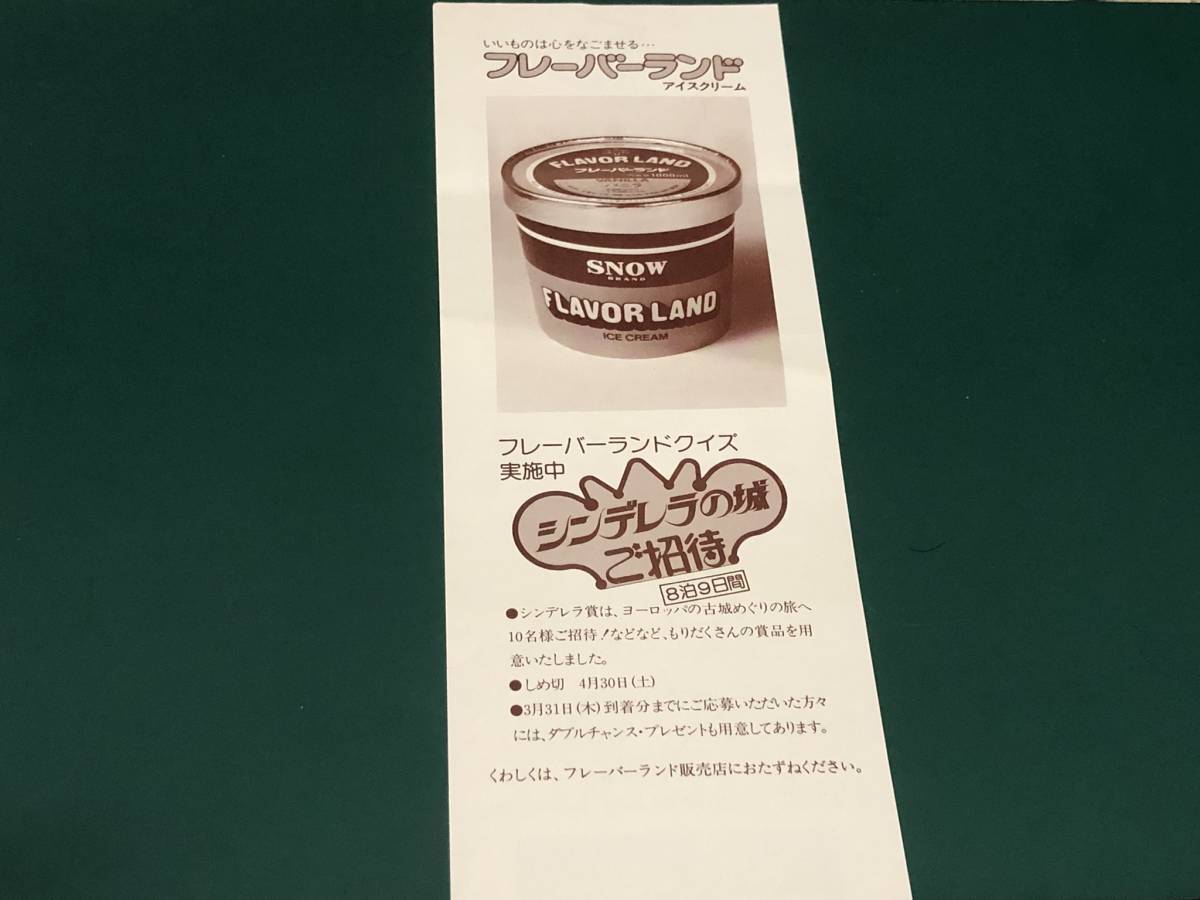 いいものは心をなごませる…
フレーバーランド
アイスクリーム
FLAVOR LAND
フレーバーランド
1000ml
バニラ
SNOW
BRAND
FLAVOR LAND
ICE CREAM
フレーバーランドクイズ
実施中
シンデレラの城
ご招待
8泊9日間
●シンデレラ賞は、ヨーロッパの古城めぐりの旅へ
10名様ご招待!などなど、もりだくさんの賞品を用
意いたしました。
●しめ切 4月30日(土)
●3月31日(木)到着分までにご応募いただいた方々
には、ダブルチャンス・プレゼントも用意してあります。
くわしくは、フレーバーランド販売店におたずねください。